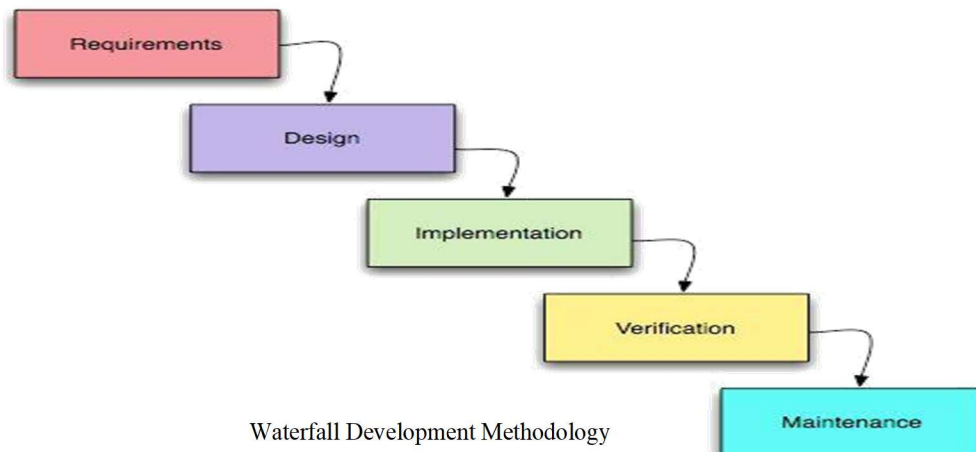 Requirements
Design
Implementation
Verification
Maintenance
Waterfall Development Methodology